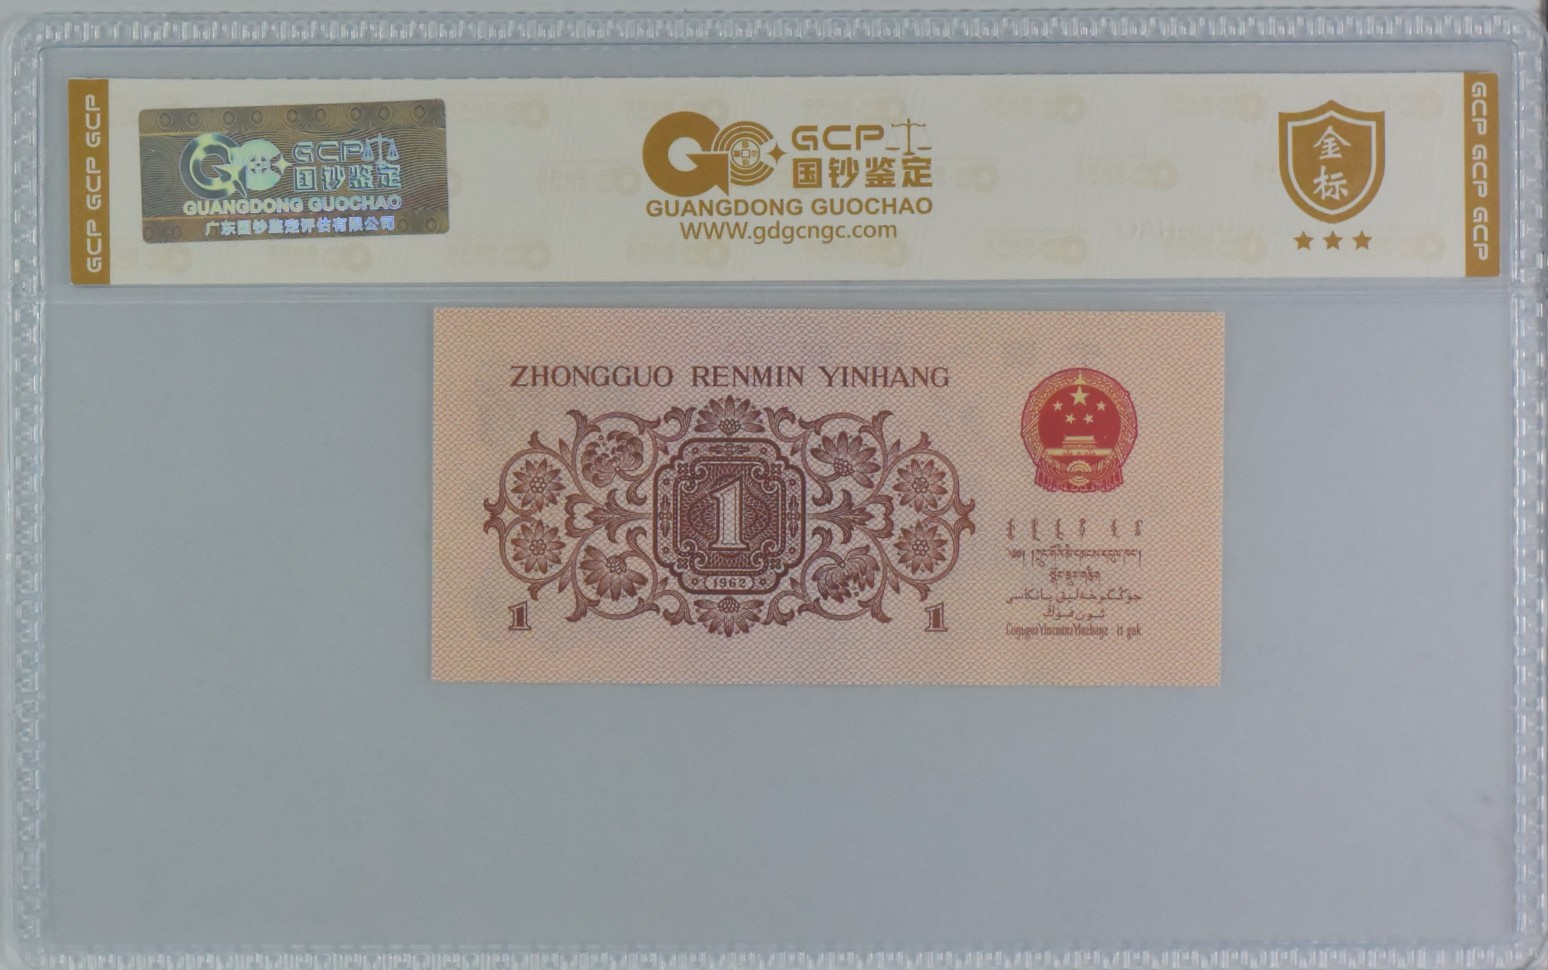 GCP GCP GCP
GCP
国钞鉴定
GUANGDONG GUOCHAO
广东国钞鉴定评估有限公司
GCP
国钞鉴定
GUANGDONG GUOCHAO
WWW.gdgcngc.com
金
标
GCP GCP GCP
ZHONGGUO RENMIN YINHANG
1
1962
1
1